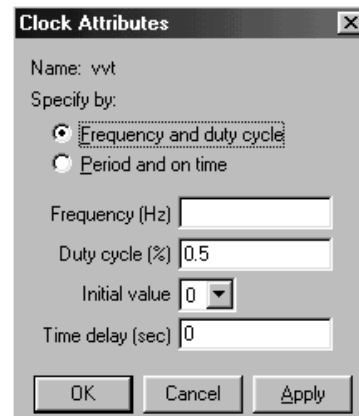 Clock Attributes
Name: vvt
Specify by:
Frequency and duty cycle
Period and on time
Frequency (Hz)
Duty cycle (%) 0.5
Initial value 0
Time delay (sec) 0
OK Cancel Apply